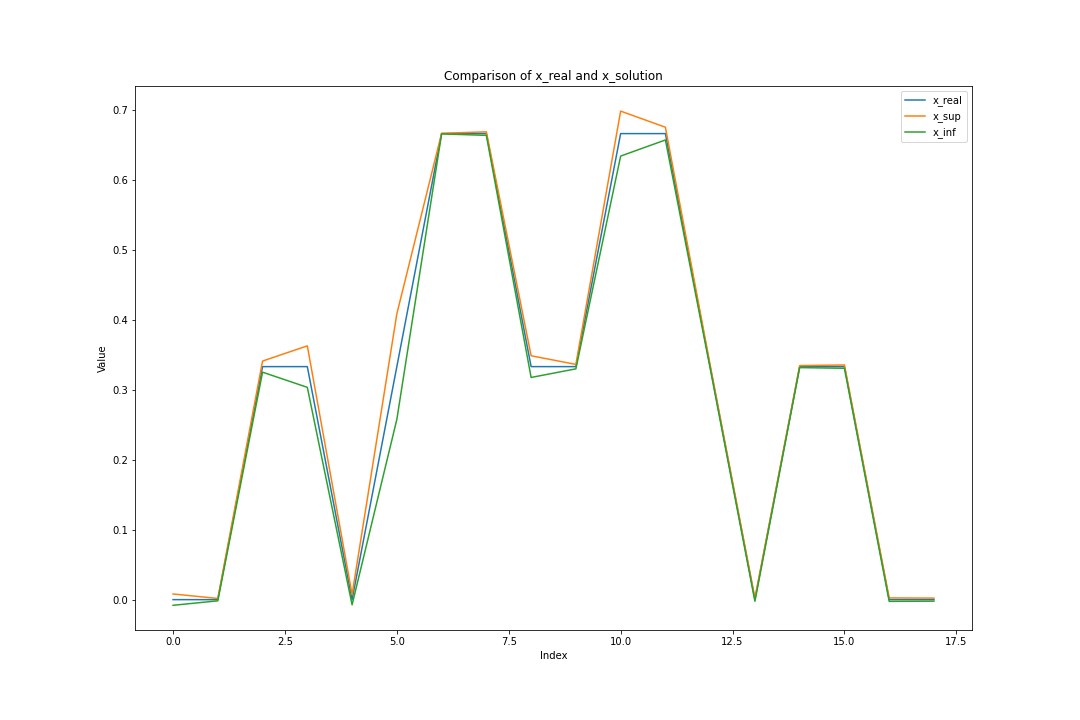 Comparison of x_real and x_solution
x_real
x_sup
x_inf
0.7
0.6
0.5
0.4
0.3
0.2
0.1
0.0
Value
0.0 2.5 5.0 7.5 10.0 12.5 15.0 17.5
Index